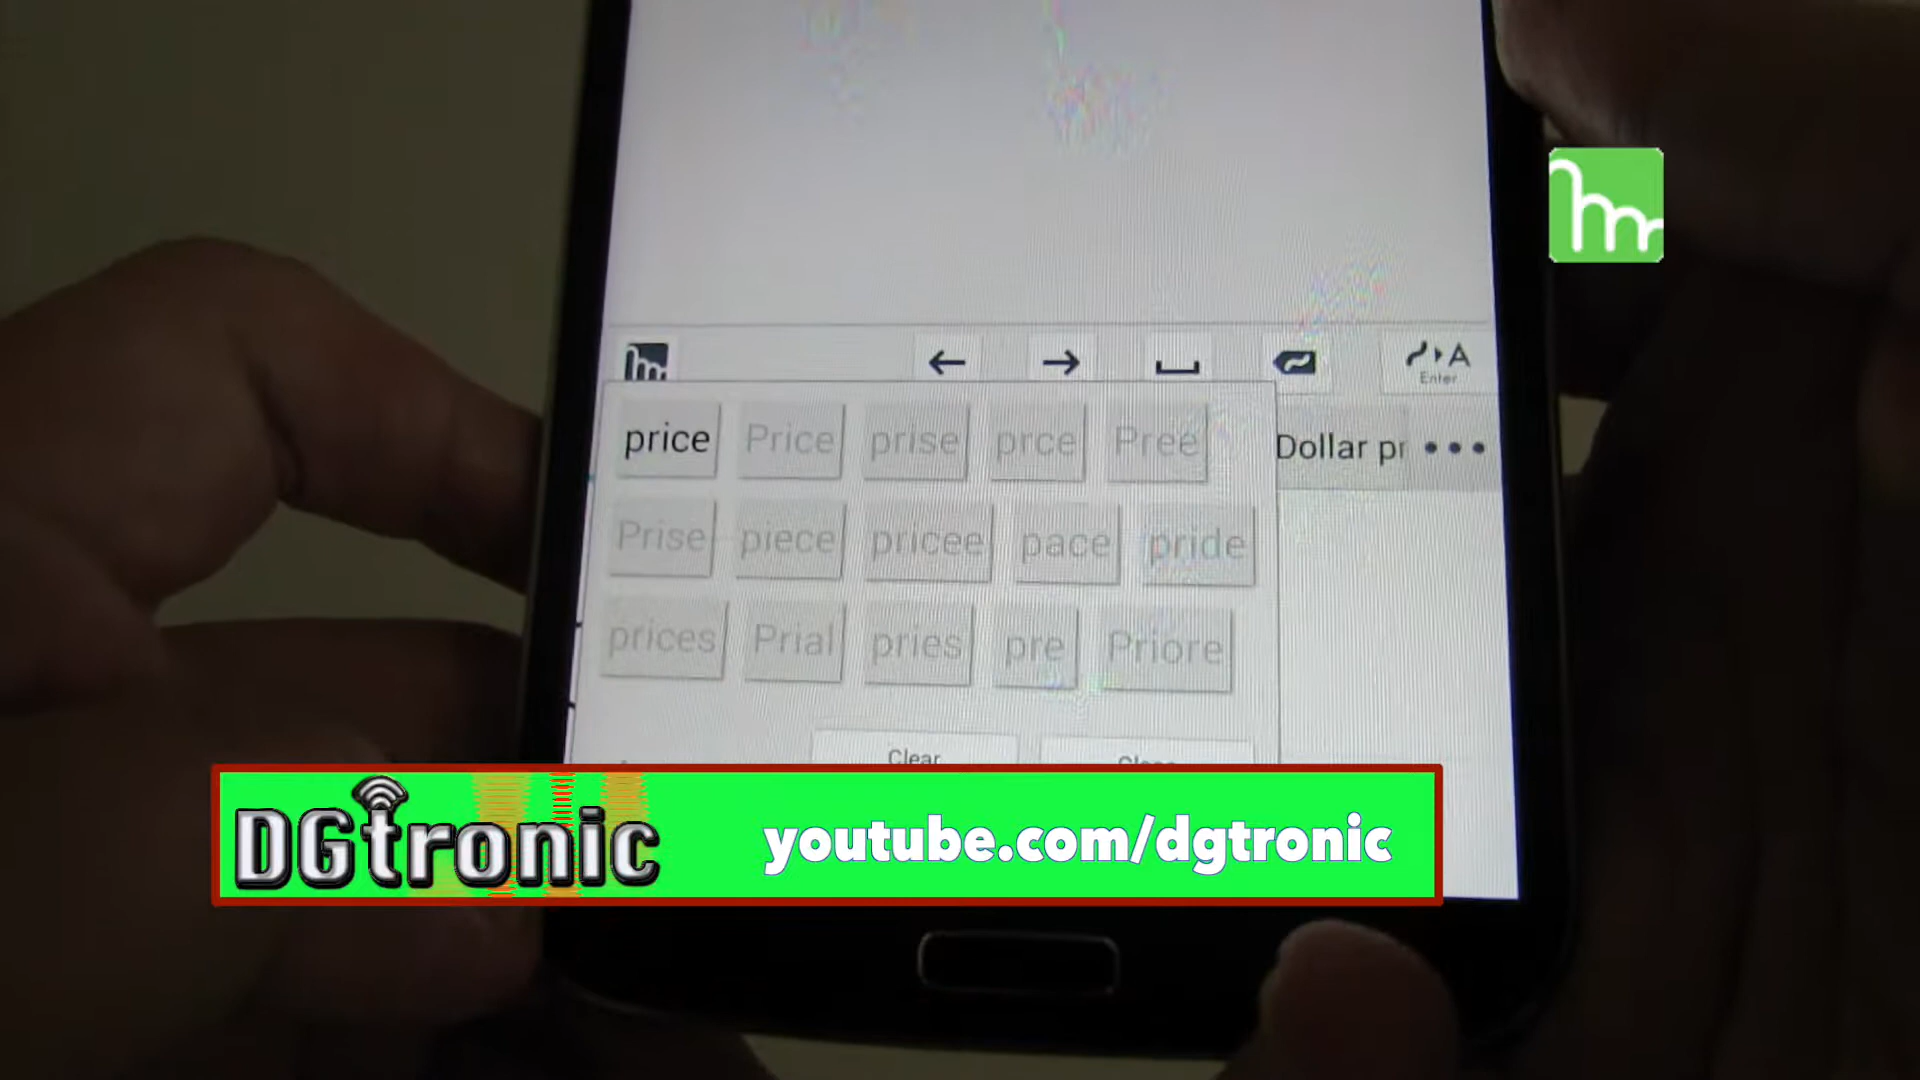 Enter
price Price prise prce Pree
Dollar pr
Prise piece pricee pace pride
prices Prial pries pre Priore
Clear
DGtronic
youtube.com/dgtronic